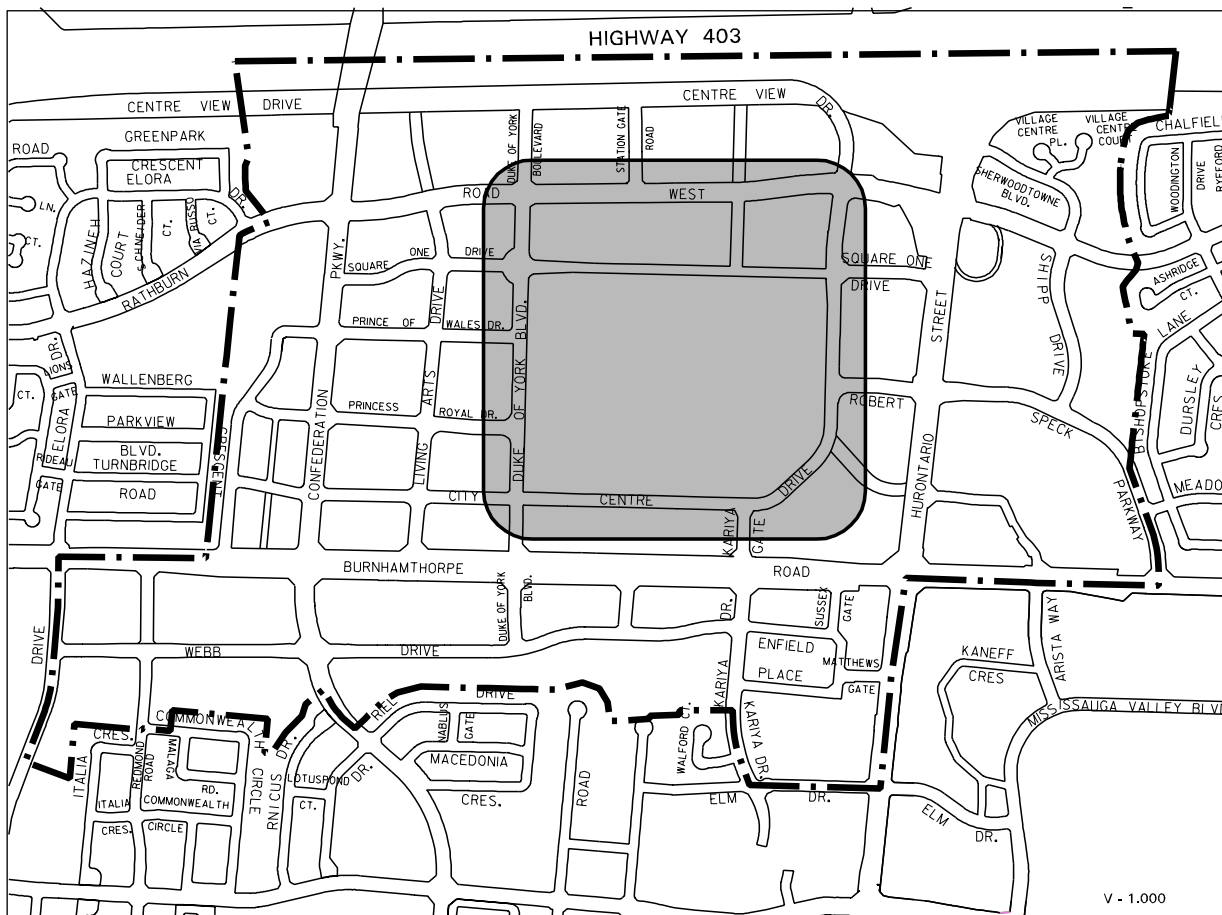 HIGHWAY 403
CENTRE VIEW DRIVE
CENTRE VIEW
DR.
GREENPARK
ROAD
CRESCENT
ELORA
DR.
LN.
CT.
HAZINEH
COURT
SCHNEIDER
CT.
VIA RUSSO
CT.
RATHBURN
ROAD
WEST
DUKE OF YORK
BOULEVARD
STATION GATE
ROAD
VILLAGE
CENTRE
PL.
VILLAGE
CENTRE
COURT
CHALFIELD
SHERWOODTOWNE
BLVD.
WOODINGTON
DRIVE
RYEFORD
PKWY.
SQUARE ONE DRIVE
DRIVE
SQUARE ONE
DRIVE
PRINCE OF
WALES DR.
DUKE OF YORK BLVD.
STREET
SHIPP
DRIVE
ASHRIDGE
CT.
LANE
BISHOPSTOKE
DURSLEY
CRES
DR.
LIONS
GATE
CT.
ELORA
WALLENBERG
PARKVIEW
BLVD.
TURNBRIDGE
ROAD
RIDEAU
GATE
CRESCENT
CONFEDERATION
PRINCESS
ROYAL DR.
ARTS
LIVING
ROBERT
SPECK
PARKWAY
HURONTARIO
MEADO
CITY
CENTRE
DRIVE
KARIYA
GATE
BURNHAMTHORPE
ROAD
DUKE OF YORK
BLVD.
DR.
KARIYA
SUSSEX
GATE
ENFIELD
PLACE
MATTHEWS
GATE
ARISTA WAY
KANEFF
CRES
MISSISSAUGA VALLEY BLVD
DRIVE
WEBB
DRIVE
RIEL
DRIVE
COMMONWEALTH
CIRCLE
CRES.
ITALIA
REDMOND
ROAD
MALAGA
RD.
ITALIA
CRES.
COMMONWEALTH
CIRCLE
DR.
LOTUSPOND
CT.
DR.
NABLUS
GATE
MACEDONIA
CRES.
ROAD
WALFORD
CT.
KARIYA DR.
ELM
DR.
ELM
DR.
V - 1.000